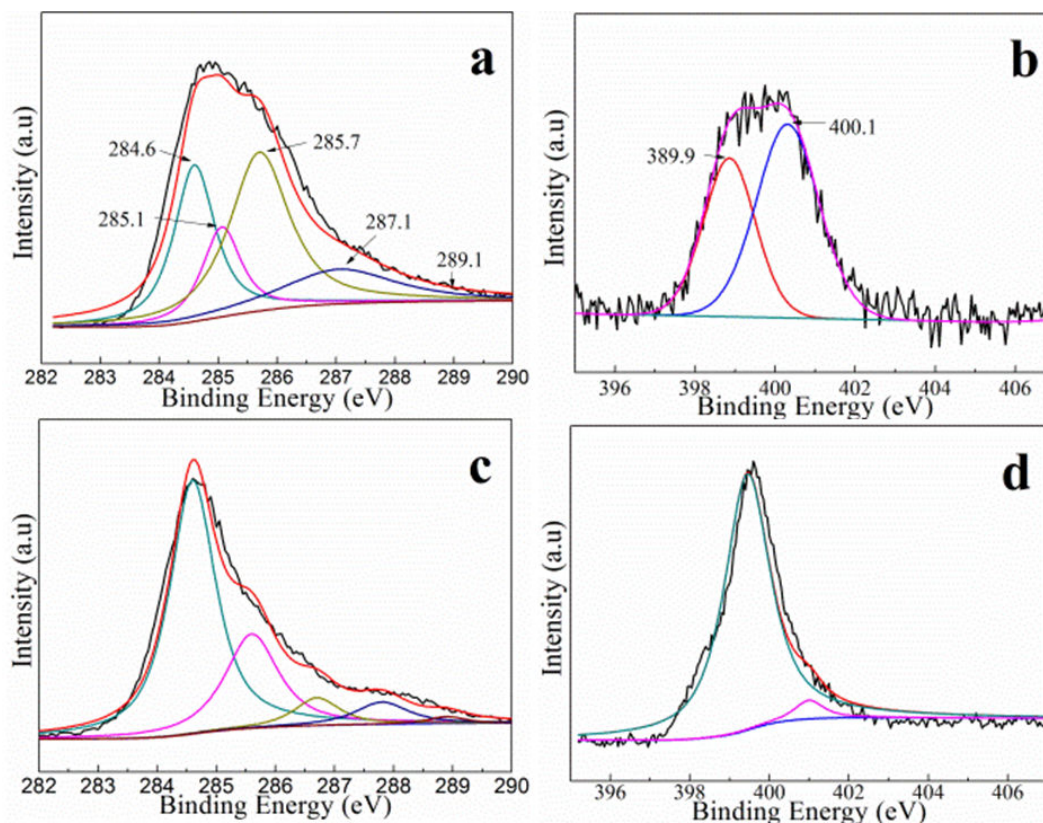 a
284.6
285.7
285.1
287.1
289.1
Intensity (a.u)
282 283 284 285 286 287 288 289 290
Binding Energy (eV)
b
400.1
389.9
Intensity (a.u)
396 398 400 402 404 406
Binding Energy (eV)
c
Intensity (a.u)
282 283 284 285 286 287 288 289 290
Binding Energy (eV)
d
Intensity (a.u)
396 398 400 402 404 406
Binding Energy (eV)